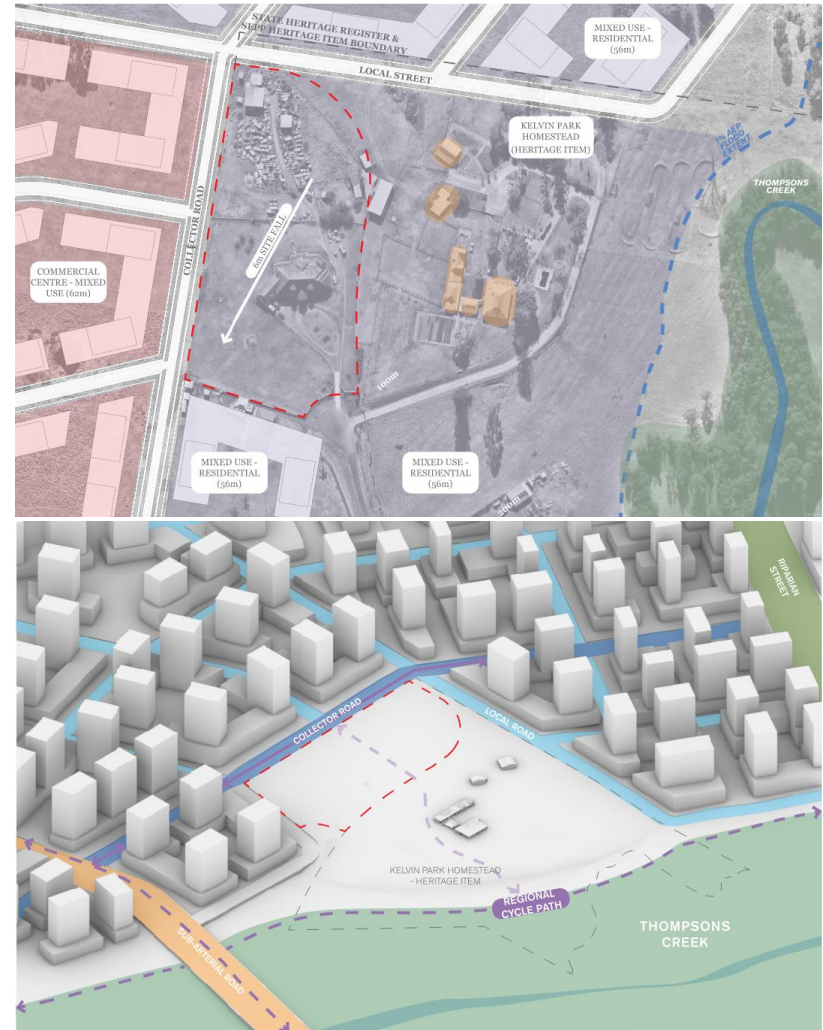 STATE HERITAGE REGISTER &
SEPP HERITAGE ITEM BOUNDARY
MIXED USE -
RESIDENTIAL
(56m)
LOCAL STREET
KELVIN PARK
HOMESTEAD
(HERITAGE ITEM)
1% AEP
FLOOD
EXTENT
THOMPSONS
CREEK
COLLECTOR ROAD
6m SITE FALL
COMMERCIAL
CENTRE - MIXED
USE (62m)
100m
MIXED USE -
RESIDENTIAL
(56m)
MIXED USE -
RESIDENTIAL
(56m)
200m
RIPARIAN
STREET
COLLECTOR ROAD
LOCAL ROAD
KELVIN PARK HOMESTEAD
- HERITAGE ITEM
REGIONAL
CYCLE PATH
THOMPSONS
CREEK
SUB-ARTERIAL ROAD